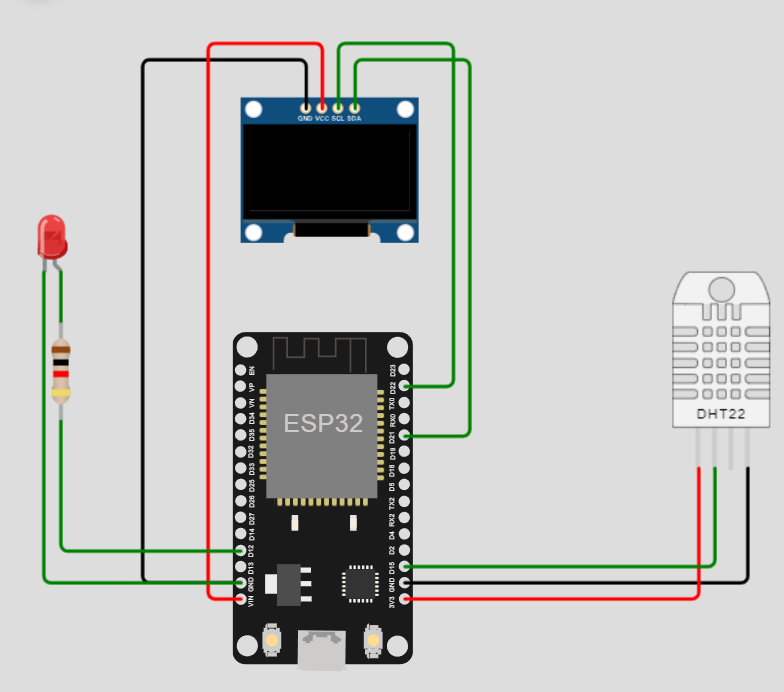 GND VCC SCL SDA
ESP32
EN
VP
VN
D34
D35
D32
D33
D25
D26
D27
D14
D12
D13
GND
VIN
D23
D22
TX0
RX0
D21
D19
D18
D5
TX2
RX2
D4
D2
D15
GND
3V3
DHT22